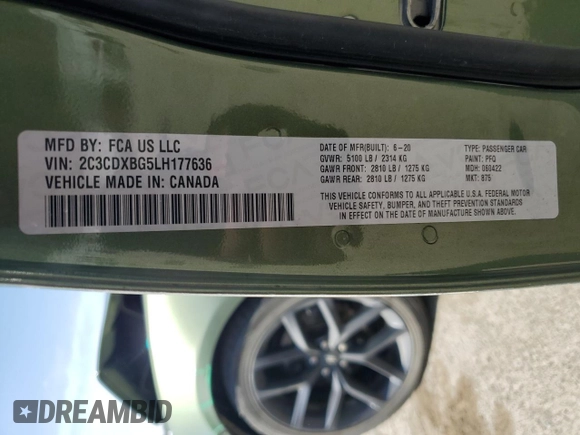 MFD BY: FCA US LLC
VIN: 2C3CDXBG5LH177636
VEHICLE MADE IN: CANADA
DATE OF MFR(BUILT): 6-20
GVWR: 5100 LB / 2314 KG
GAWR FRONT: 2810 LB / 1275 KG
GAWR REAR: 2810 LB / 1275 KG
TYPE: PASSENGER CAR
PAINT: PFQ
MDH: 060422
MKT: 875
THIS VEHICLE CONFORMS TO ALL APPLICABLE U.S.A. FEDERAL MOTOR
VEHICLE SAFETY, BUMPER, AND THEFT PREVENTION STANDARDS
IN EFFECT ON THE DATE OF MANUFACTURE SHOWN ABOVE.
DREAMBID